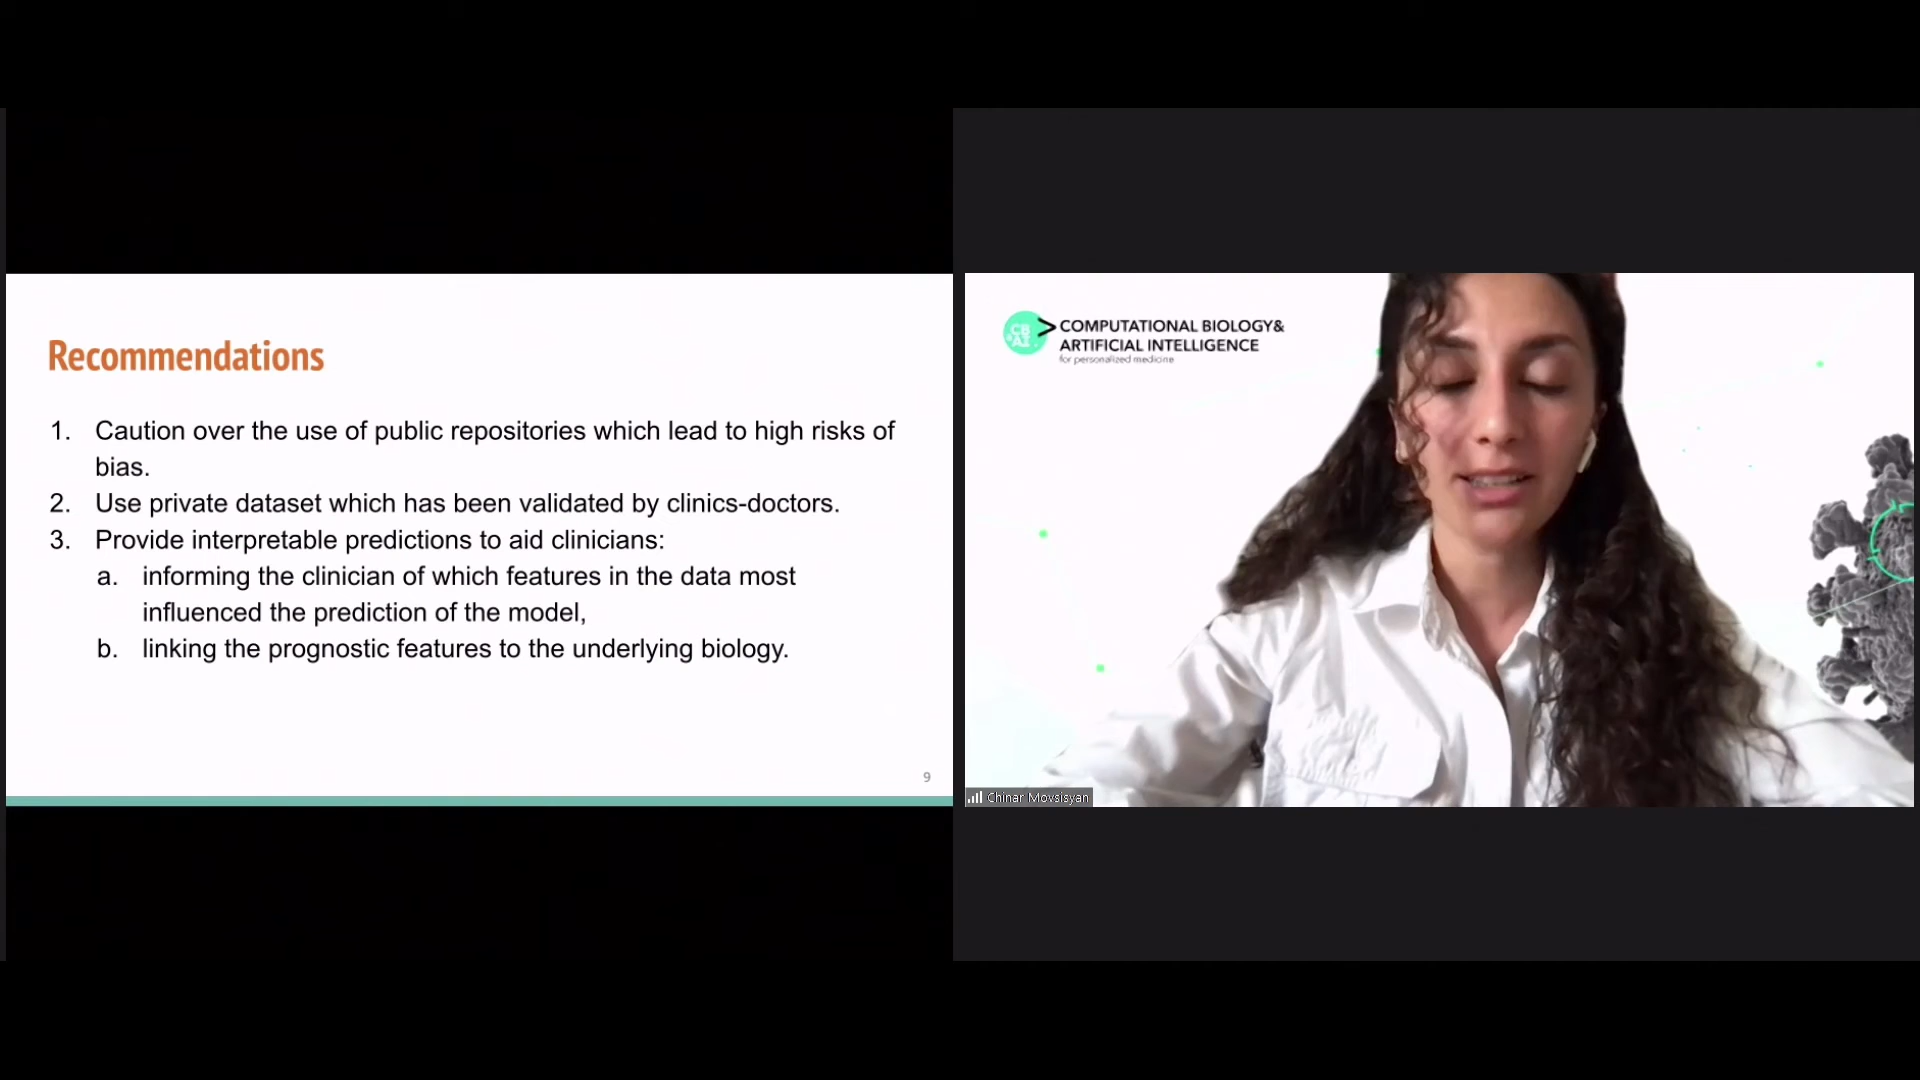 Recommendations
1. Caution over the use of public repositories which lead to high risks of
bias.
2. Use private dataset which has been validated by clinics-doctors.
3. Provide interpretable predictions to aid clinicians:
a. informing the clinician of which features in the data most
influenced the prediction of the model,
b. linking the prognostic features to the underlying biology.
9
CB
AI
COMPUTATIONAL BIOLOGY&
ARTIFICIAL INTELLIGENCE
for personalized medicine
Chinar Movsisyan